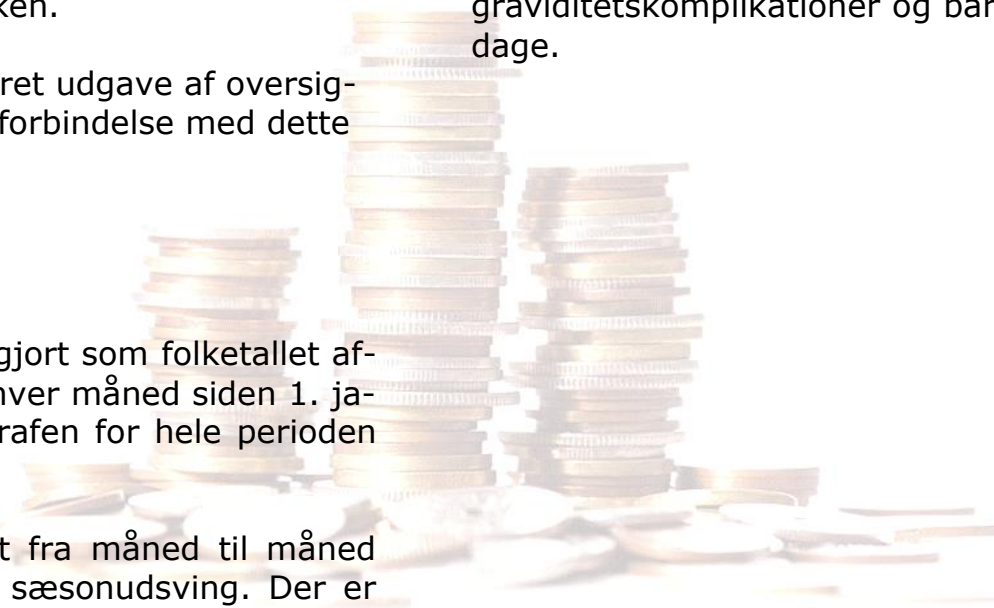 ken.
ret udgave af oversig-
forbindelse med dette
gjort som folketallet af-
hver måned siden 1. ja-
rafen for hele perioden
t fra måned til måned
sæsonudsving. Der er
graviditetskomplikationer og bar
dage.